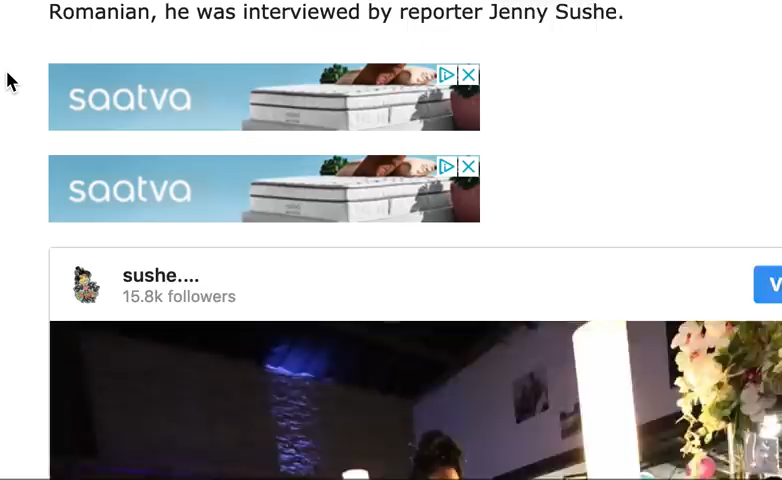 Romanian, he was interviewed by reporter Jenny Sushe.
saatva
saatva
sushe....
15.8k followers
V